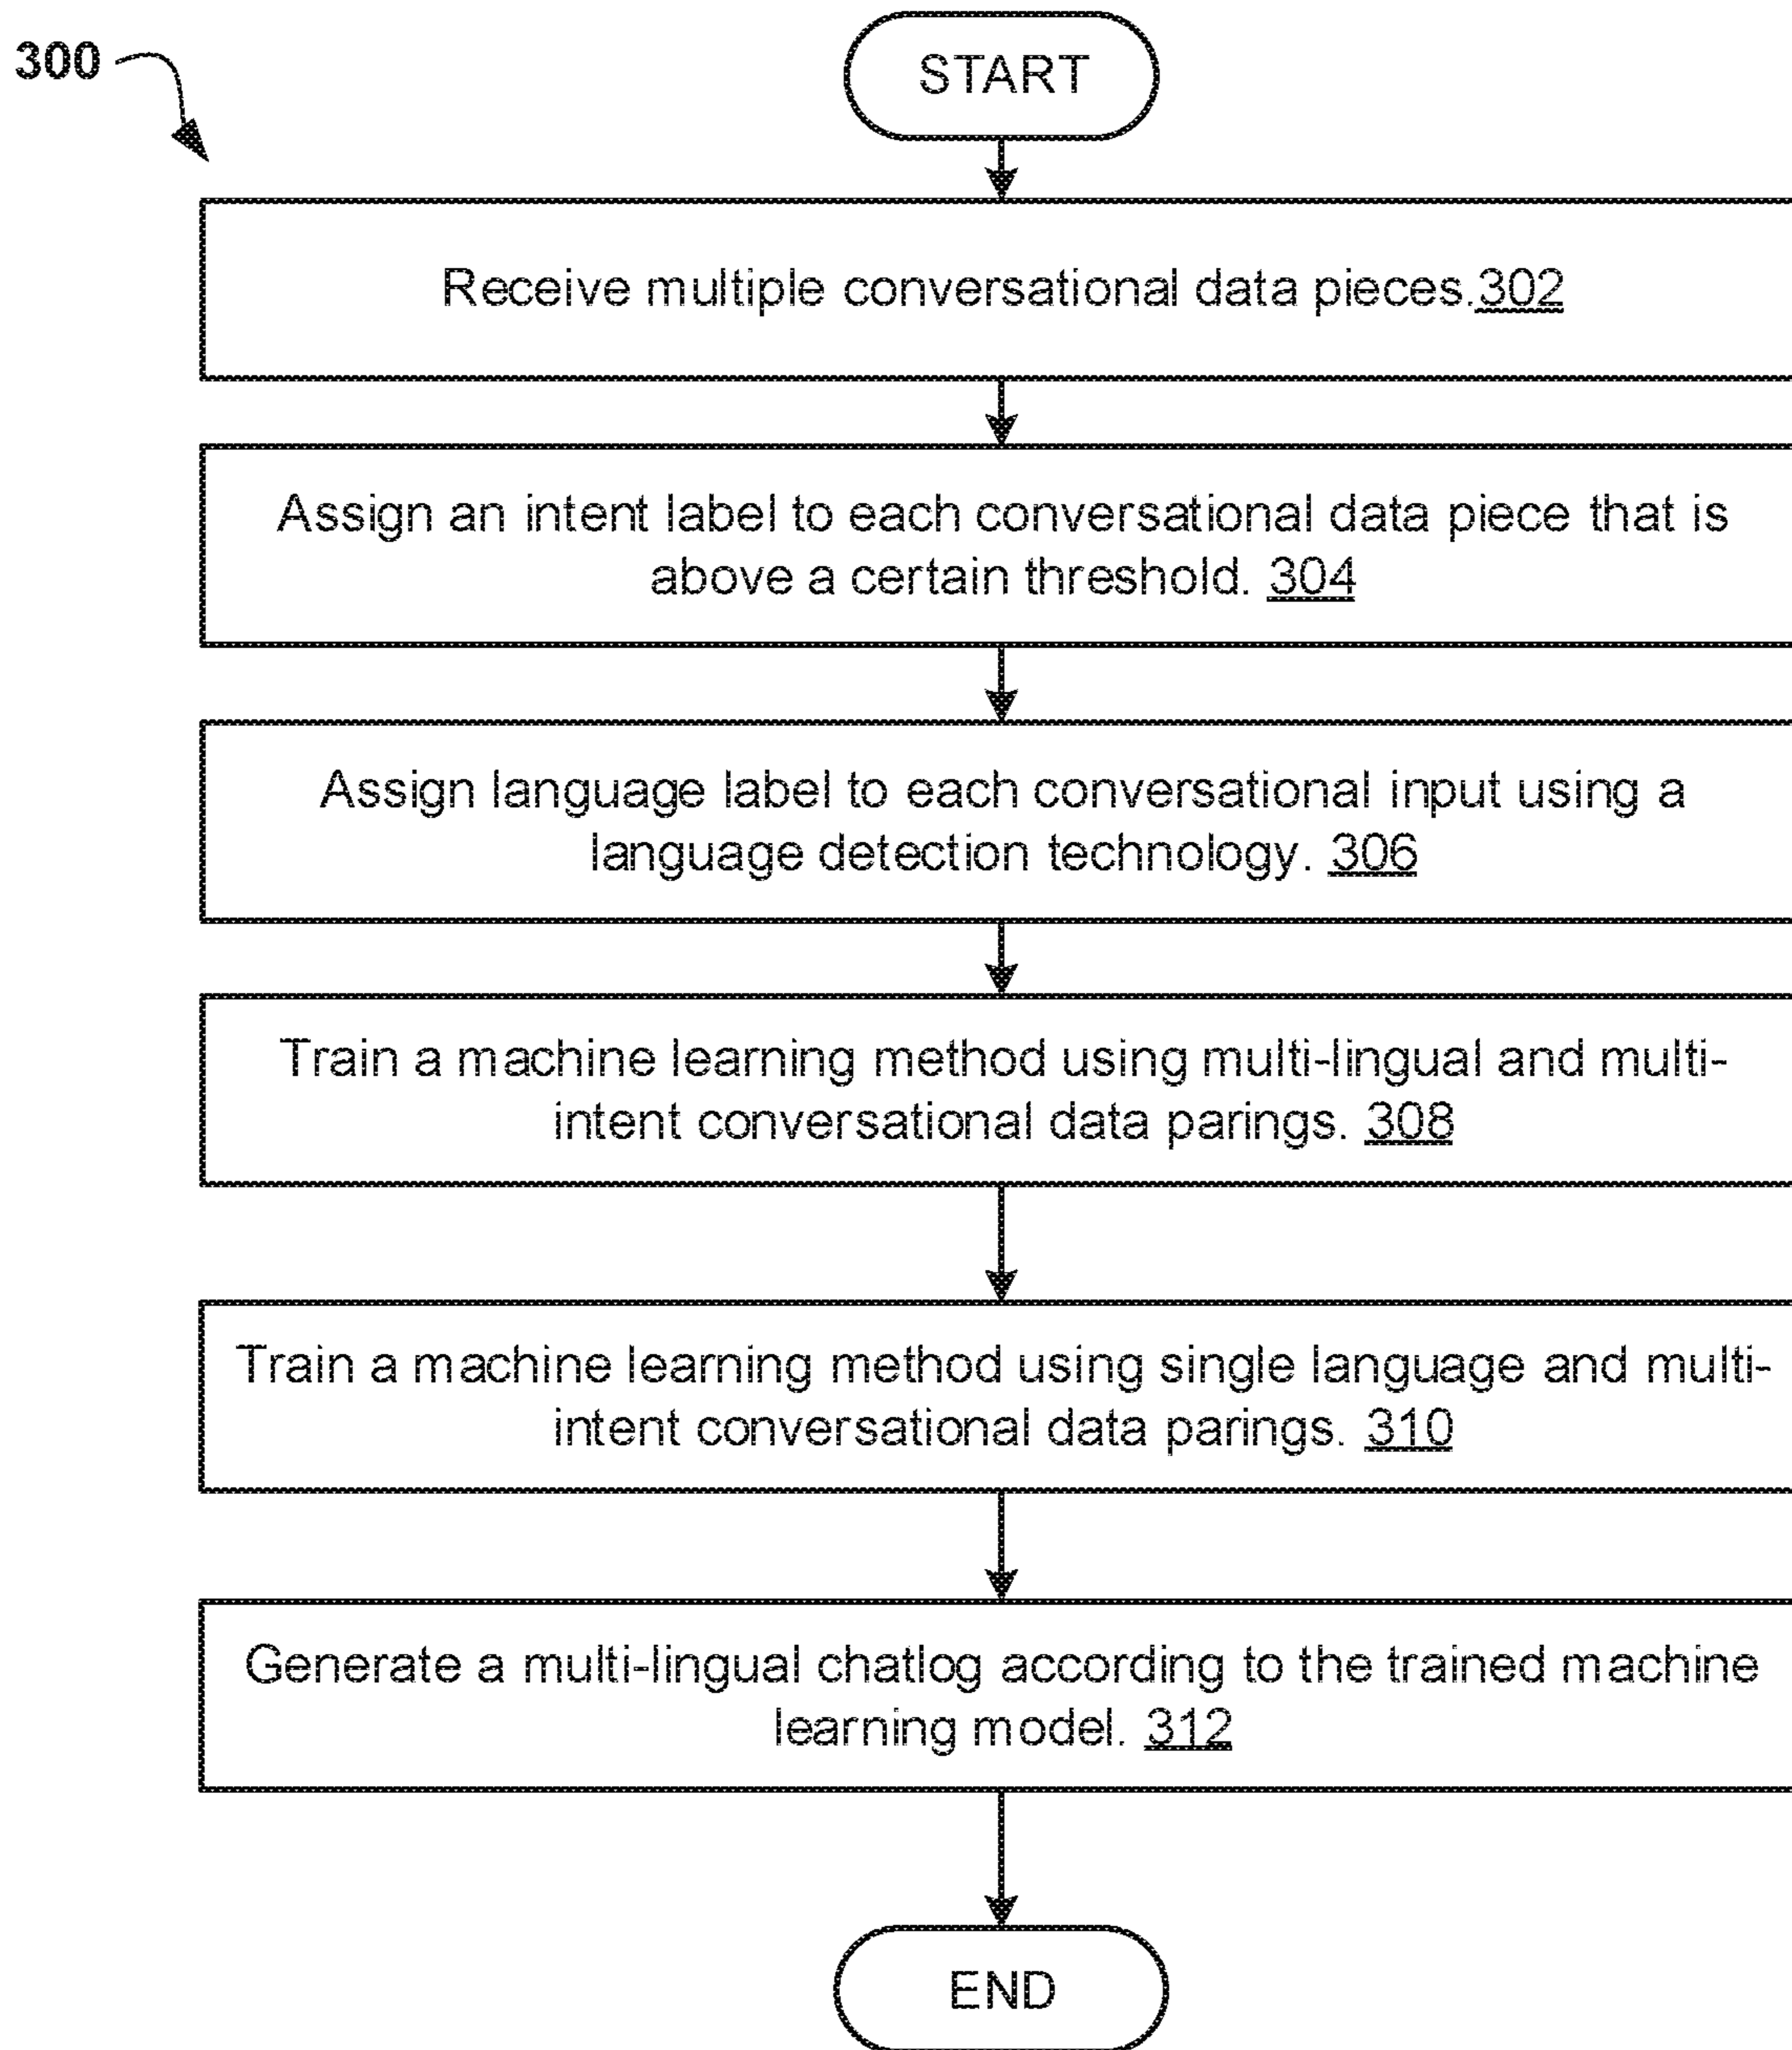 300
START
Receive multiple conversational data pieces.302
Assign an intent label to each conversational data piece that is
above a certain threshold. 304
Assign language label to each conversational input using a
language detection technology. 306
Train a machine learning method using multi-lingual and multi-
intent conversational data parings. 308
Train a machine learning method using single language and multi-
intent conversational data parings. 310
Generate a multi-lingual chatlog according to the trained machine
learning model. 312
END